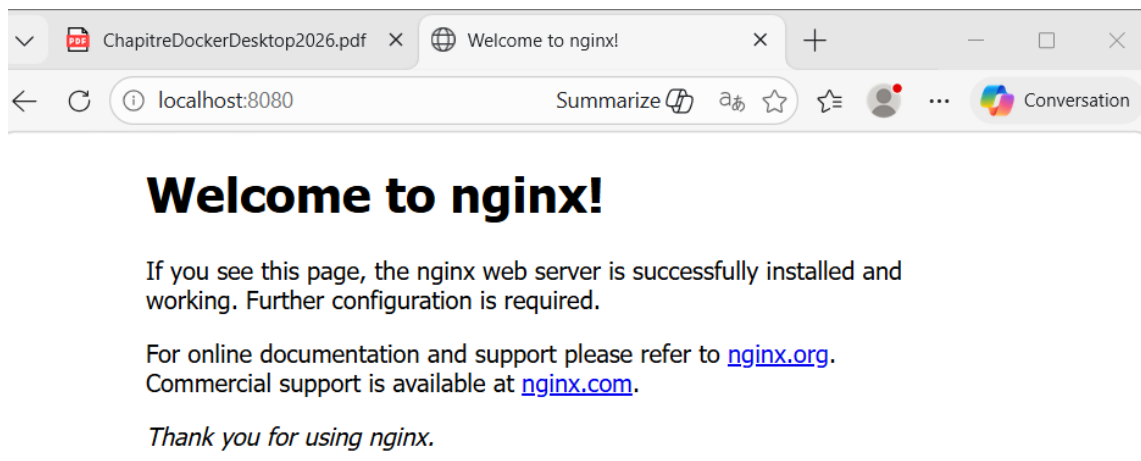 ChapitreDockerDesktop2026.pdf
Welcome to nginx!
localhost:8080
Summarize
Conversation
Welcome to nginx!
If you see this page, the nginx web server is successfully installed and
working. Further configuration is required.
For online documentation and support please refer to nginx.org.
Commercial support is available at nginx.com.
Thank you for using nginx.